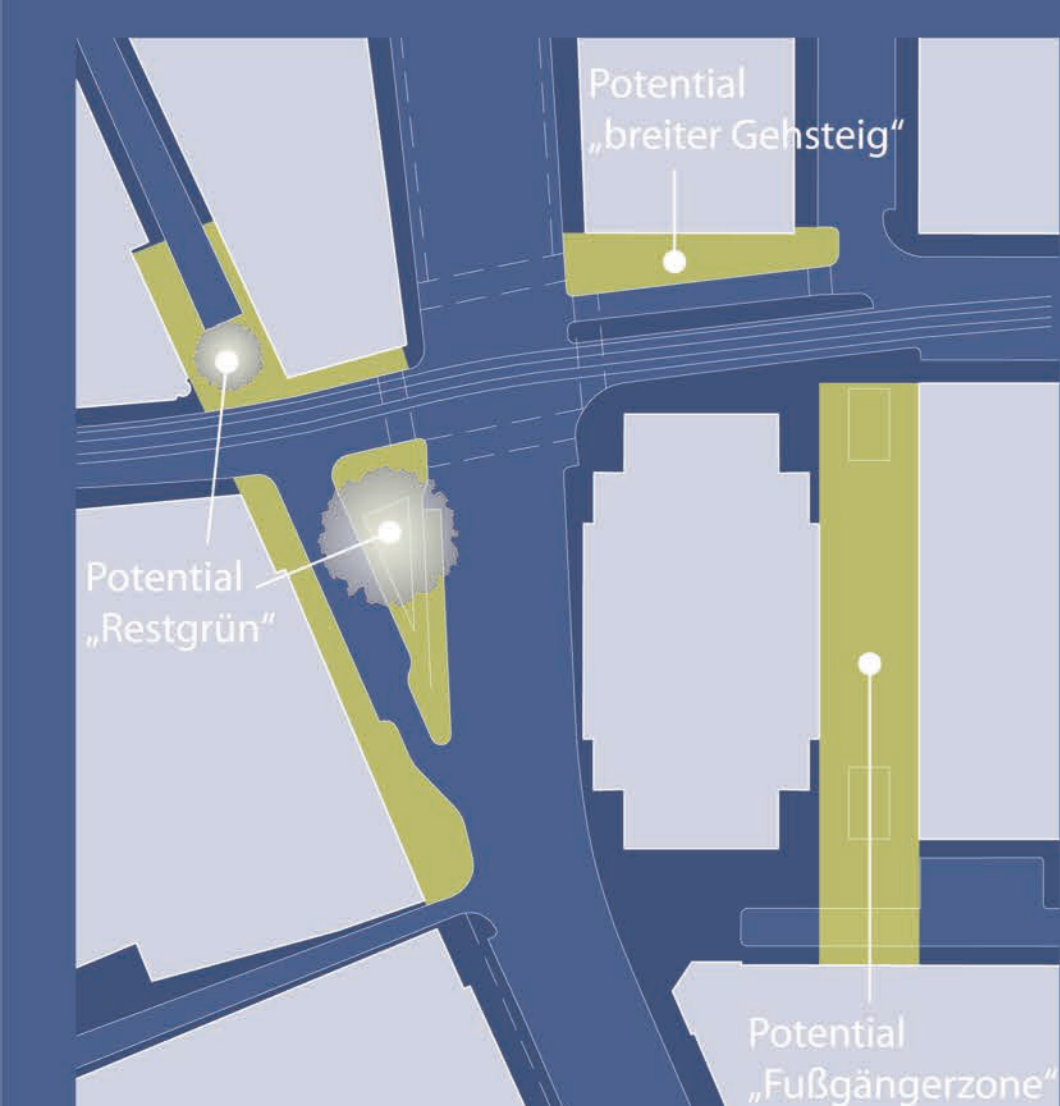 Potential
„breiter Gehsteig“
Potential
„Restgrün“
Potential
„Fußgängerzone“